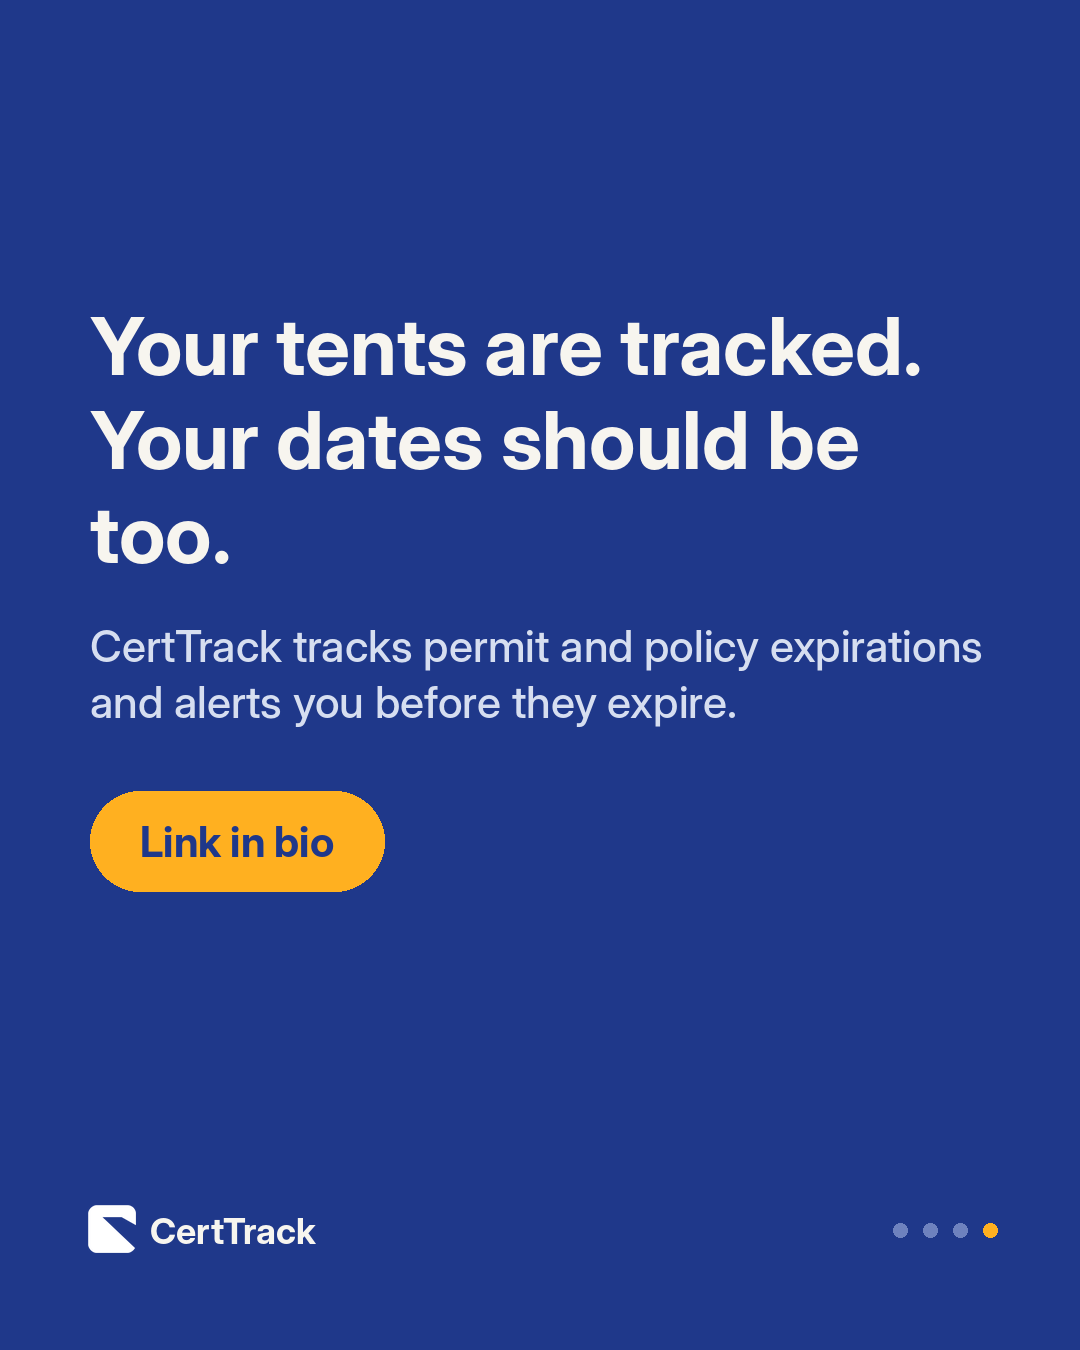 Your tents are tracked.
Your dates should be
too.
CertTrack tracks permit and policy expirations
and alerts you before they expire.
Link in bio
CertTrack